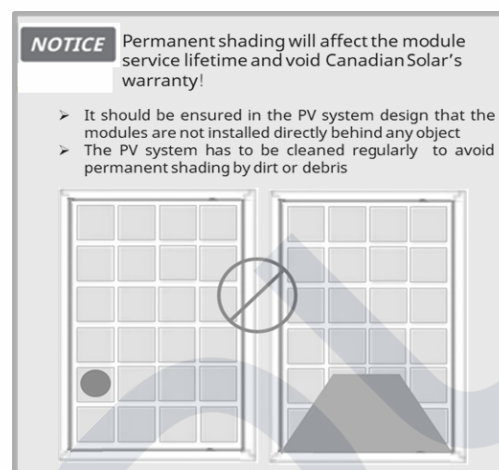 NOTICE
Permanent shading will affect the module
service lifetime and void Canadian Solar's
warranty!
➢ It should be ensured in the PV system design that the
modules are not installed directly behind any object
➢ The PV system has to be cleaned regularly to avoid
permanent shading by dirt or debris